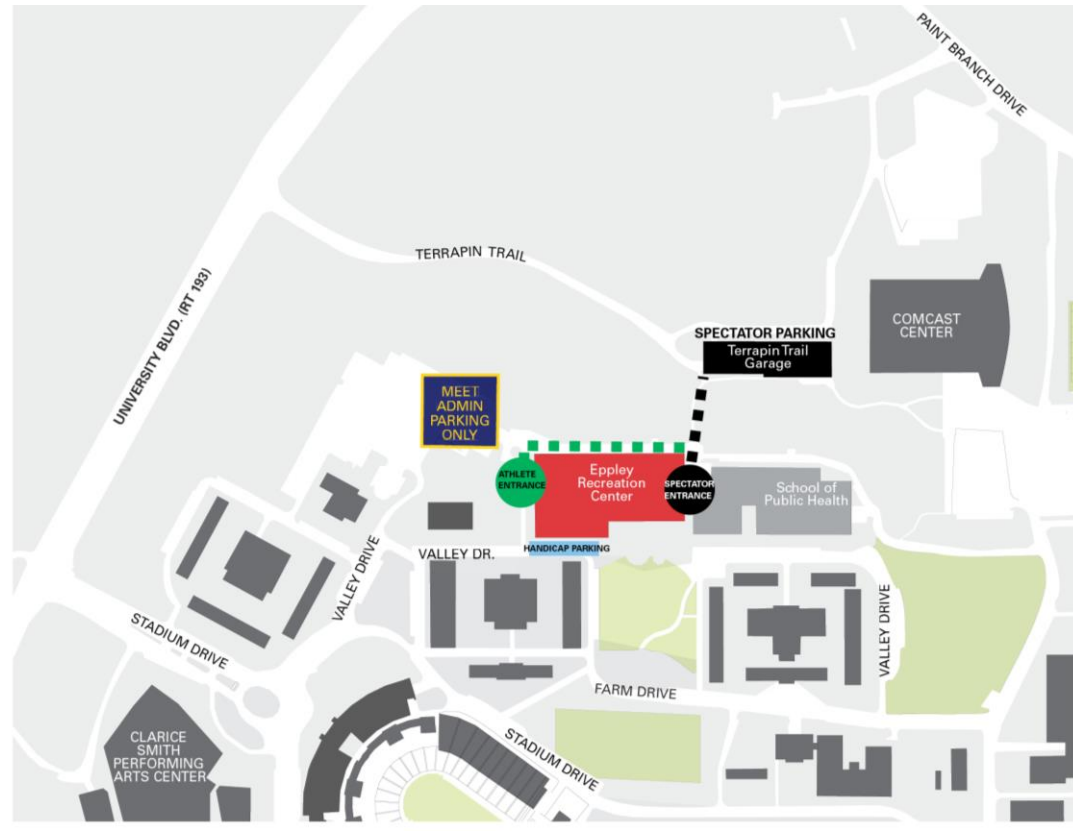 PAINT BRANCH DRIVE
TERRAPIN TRAIL
UNIVERSITY BLVD. (RT 193)
COMCAST
CENTER
SPECTATOR PARKING
Terrapin Trail
Garage
MEET
ADMIN
PARKING
ONLY
ATHLETE
ENTRANCE
Eppley
Recreation
Center
SPECTATOR
ENTRANCE
School of
Public Health
HANDICAP PARKING
VALLEY DR.
VALLEY DRIVE
VALLEY DRIVE
STADIUM DRIVE
FARM DRIVE
STADIUM DRIVE
CLARICE
SMITH
PERFORMING
ARTS CENTER